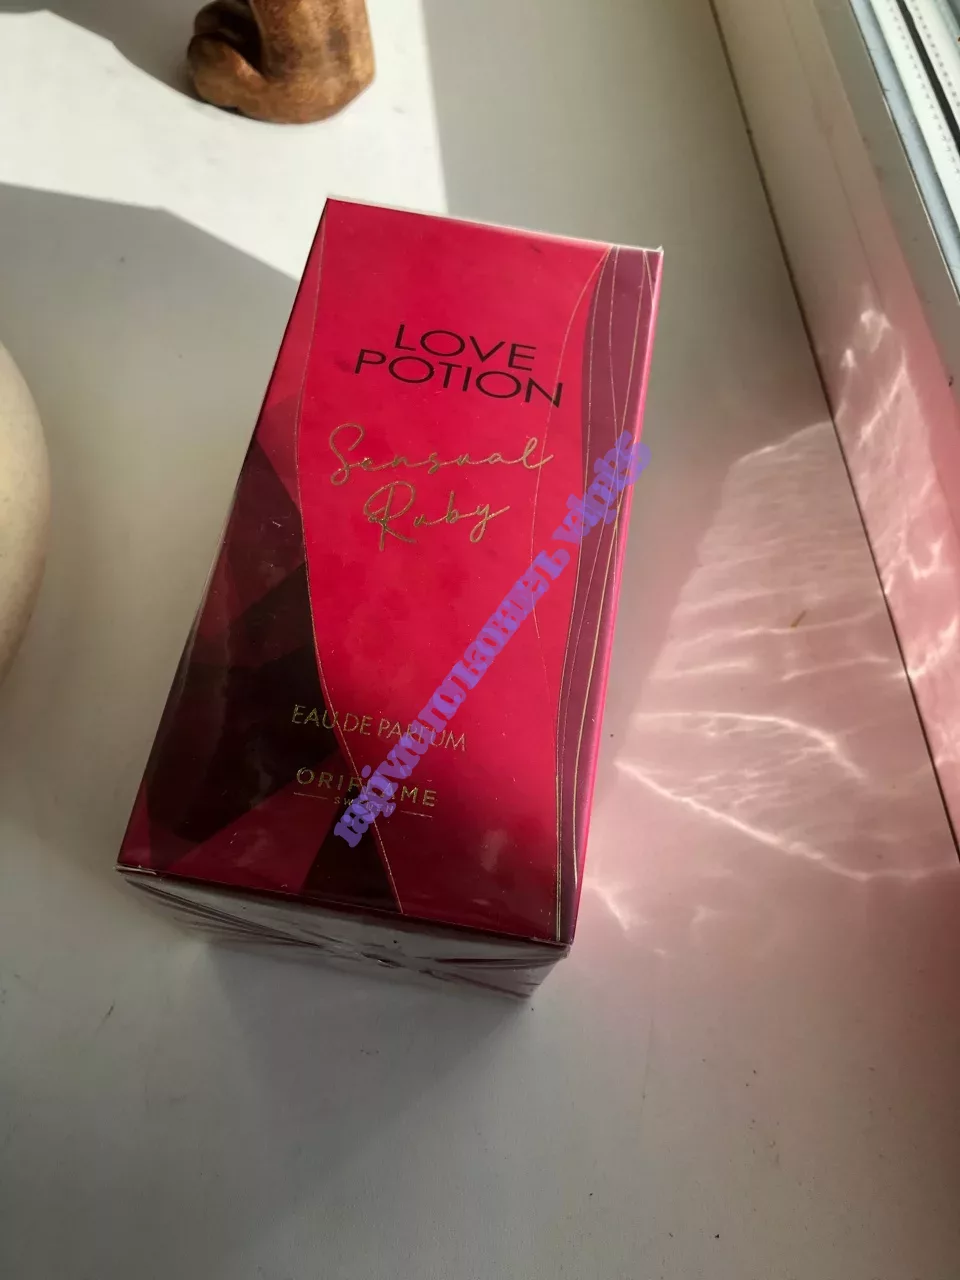 LOVE
POTION
Sensual
Ruby
EAU DE PARFUM
ORIFLAME
SWEDEN